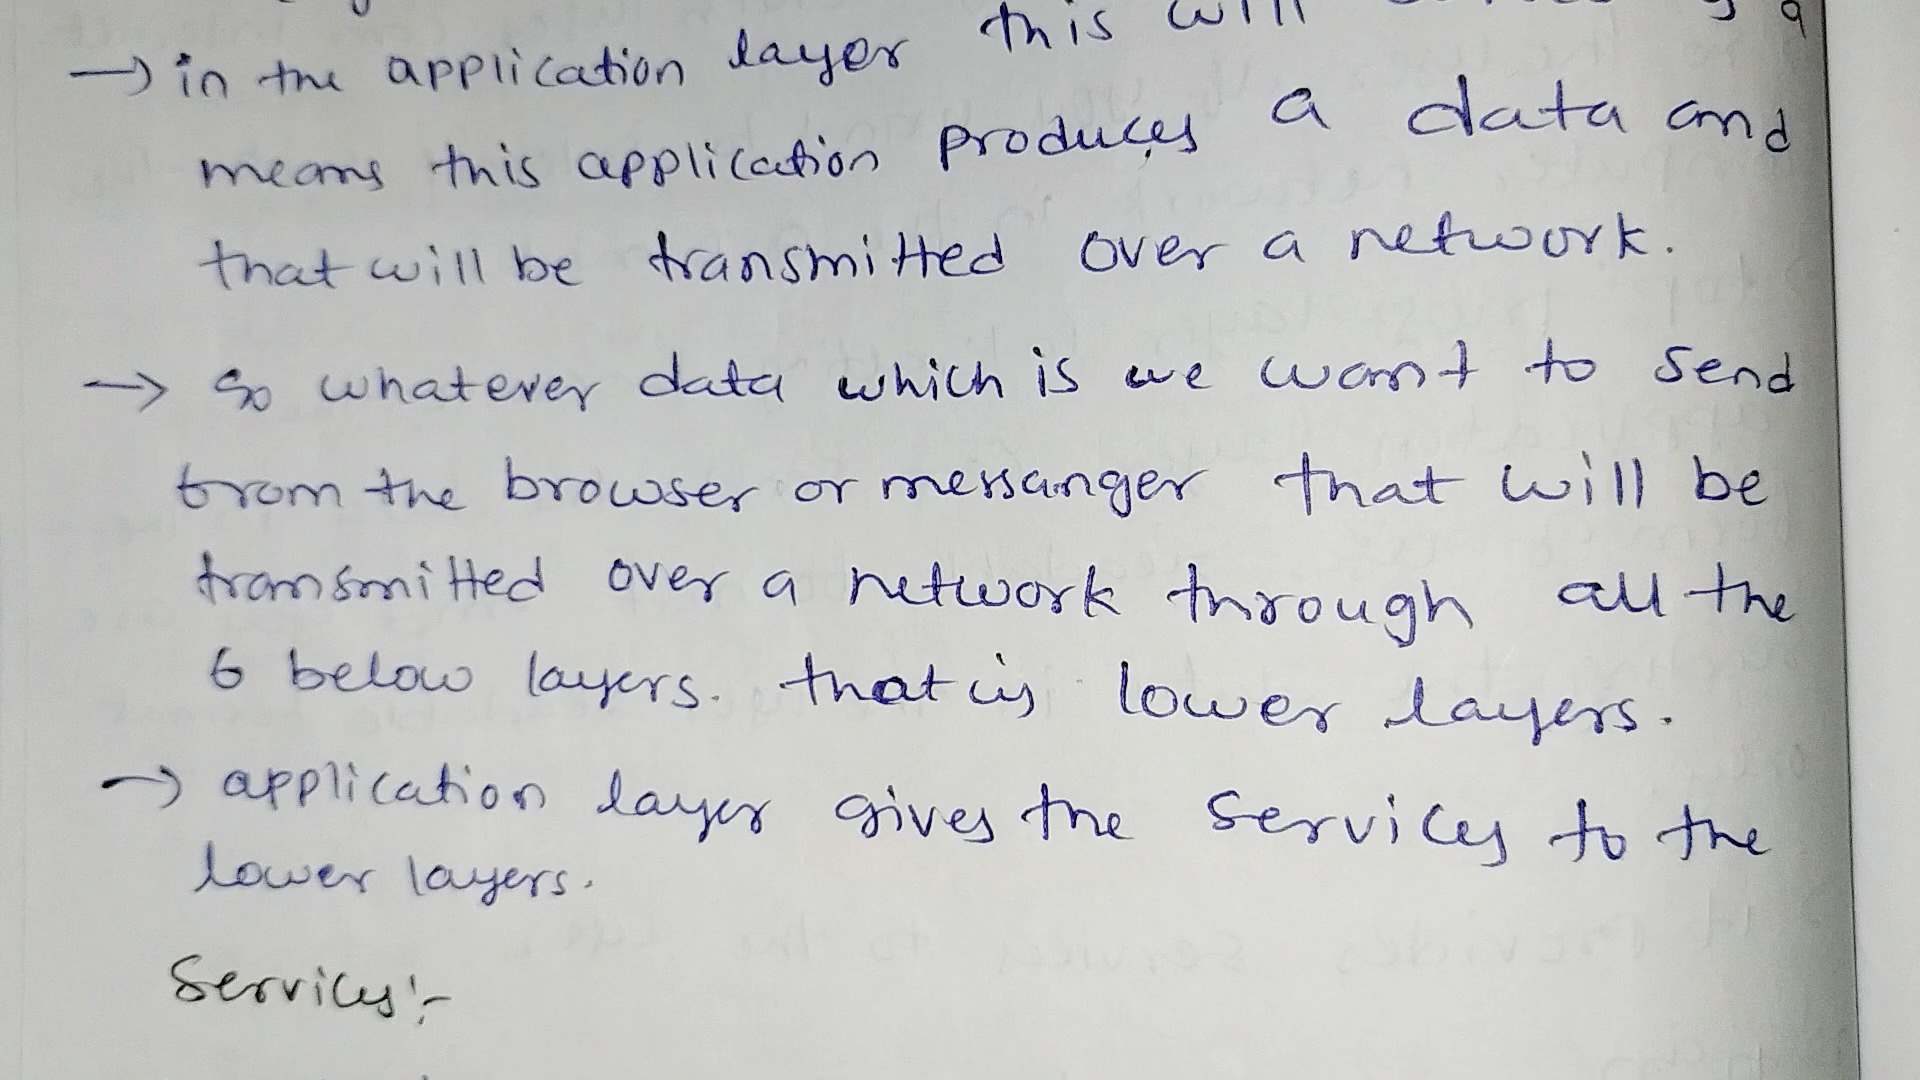 → in the application layer this will
means this application produces a data and
that will be transmitted over a network.
→ So whatever data which is we want to send
from the browser or messanger that will be
transmitted over a network through all the
6 below layers. that is lower layers.
→ application layer gives the services to the
lower layers.
Services:-